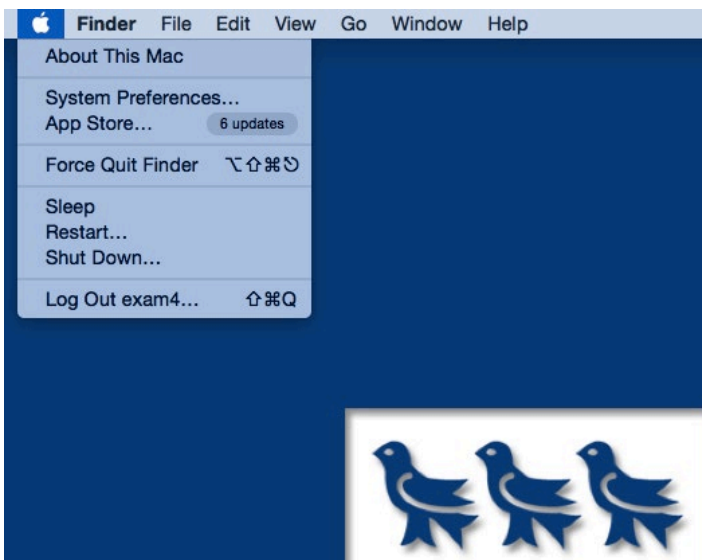 Finder File Edit View Go Window Help
About This Mac
System Preferences...
App Store... 6 updates
Force Quit Finder ⌥⇧⌘⎋
Sleep
Restart...
Shut Down...
Log Out exam4... ⇧⌘Q